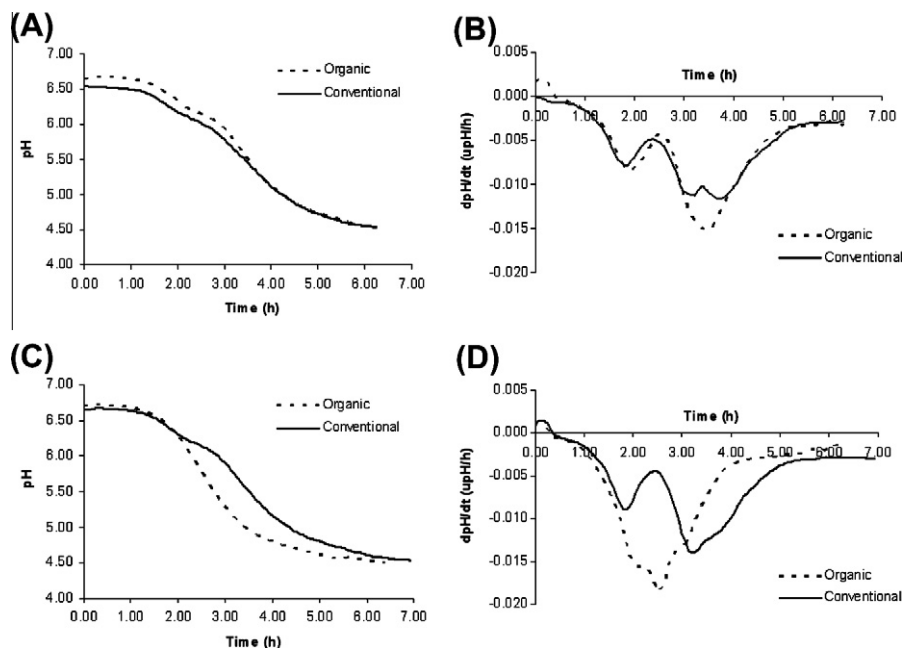 (A)
7.00
6.50
6.00
5.50
5.00
4.50
4.00
pH
Organic
Conventional
0.00 1.00 2.00 3.00 4.00 5.00 6.00 7.00
Time (h)
(B)
0.005
0.000
-0.005
-0.010
-0.015
-0.020
dpH/dt (upH/h)
Time (h)
0.00 1.00 2.00 3.00 4.00 5.00 6.00 7.00
Organic
Conventional
(C)
7.00
6.50
6.00
5.50
5.00
4.50
4.00
pH
Organic
Conventional
0.00 1.00 2.00 3.00 4.00 5.00 6.00 7.00
Time (h)
(D)
0.005
0.000
-0.005
-0.010
-0.015
-0.020
dpH/dt (upH/h)
Time (h)
0.00 1.00 2.00 3.00 4.00 5.00 6.00 7.00
Organic
Conventional